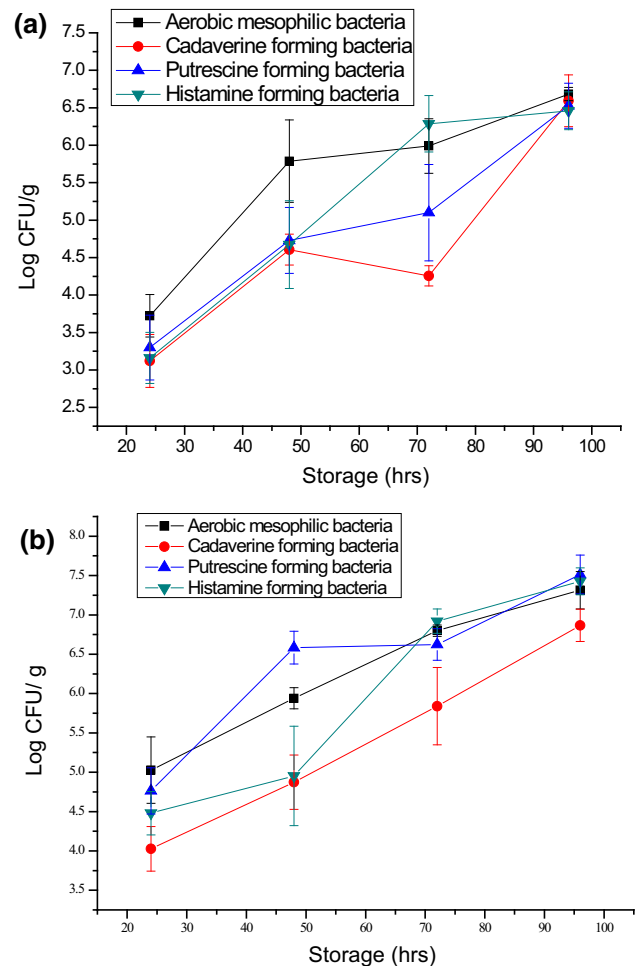 (a)
Aerobic mesophilic bacteria
Cadaverine forming bacteria
Putrescine forming bacteria
Histamine forming bacteria
Log CFU/g
7.5
7.0
6.5
6.0
5.5
5.0
4.5
4.0
3.5
3.0
2.5
20 30 40 50 60 70 80 90 100
Storage (hrs)
(b)
Aerobic mesophilic bacteria
Cadaverine forming bacteria
Putrescine forming bacteria
Histamine forming bacteria
Log CFU/ g
8.0
7.5
7.0
6.5
6.0
5.5
5.0
4.5
4.0
3.5
20 30 40 50 60 70 80 90 100
Storage (hrs)